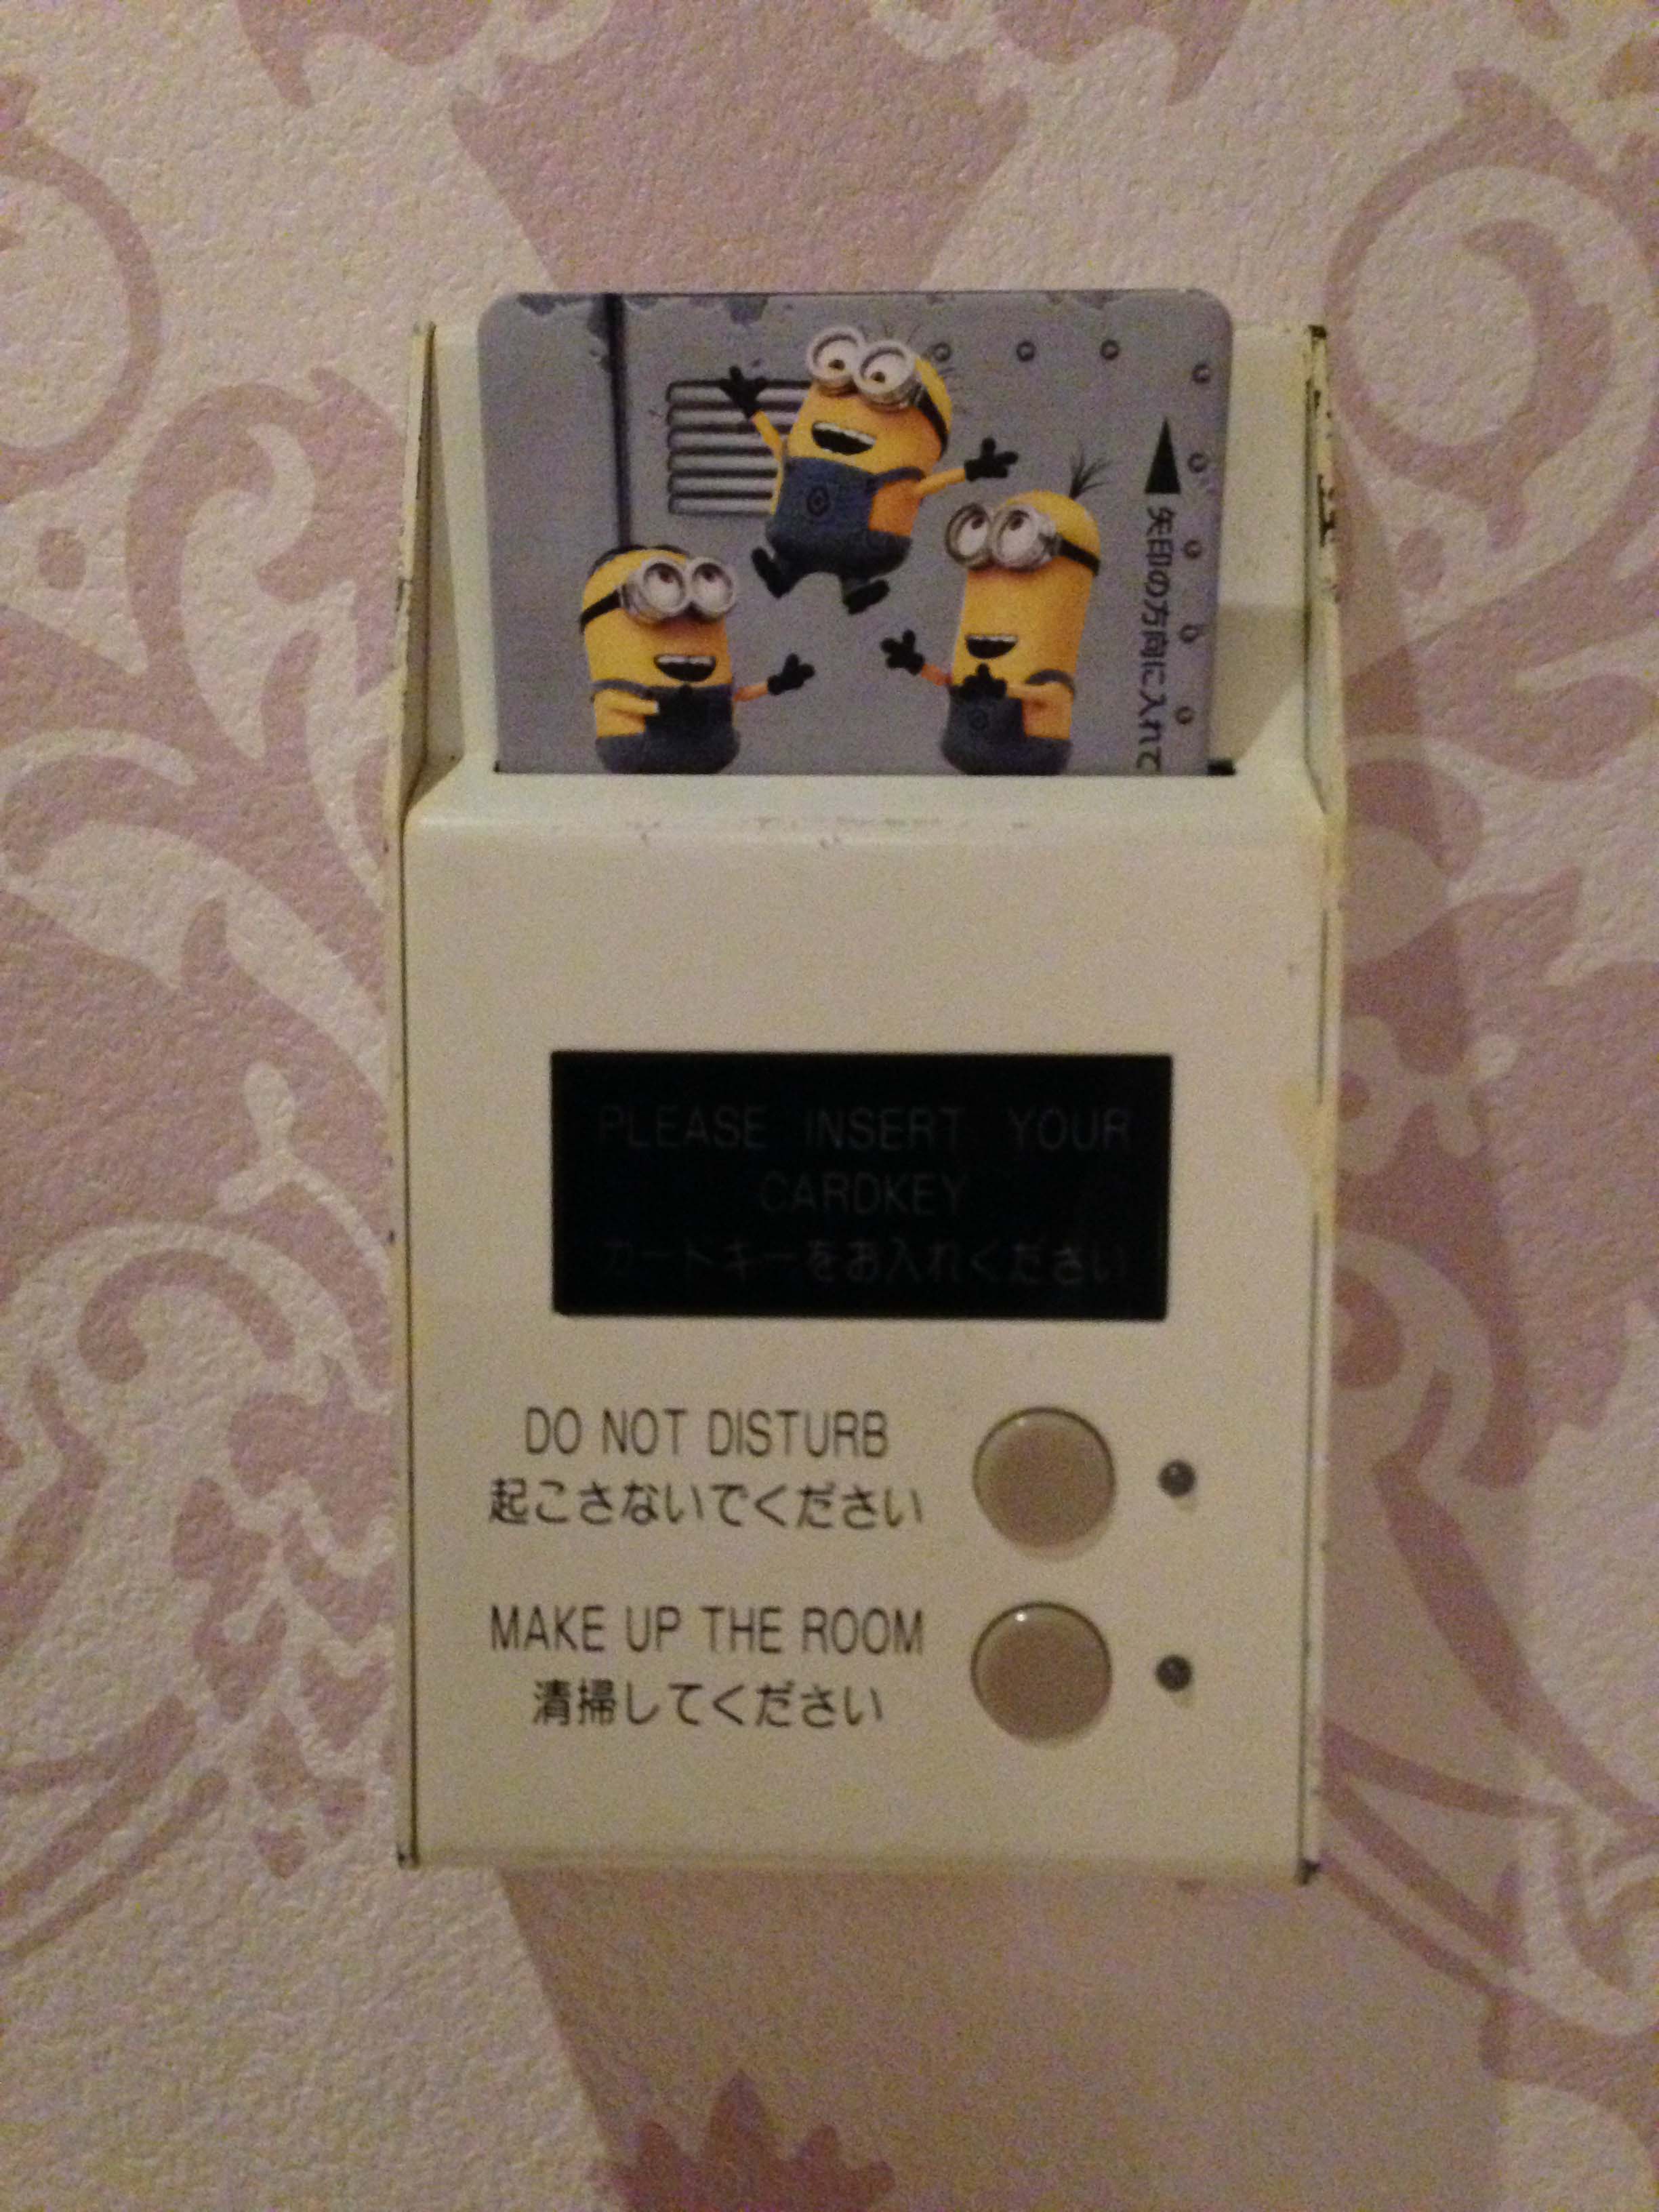 矢印の方向に入れて
PLEASE INSERT YOUR
CARDKEY
カードキーをお入れください
DO NOT DISTURB
起こさないでください
MAKE UP THE ROOM
清掃してください